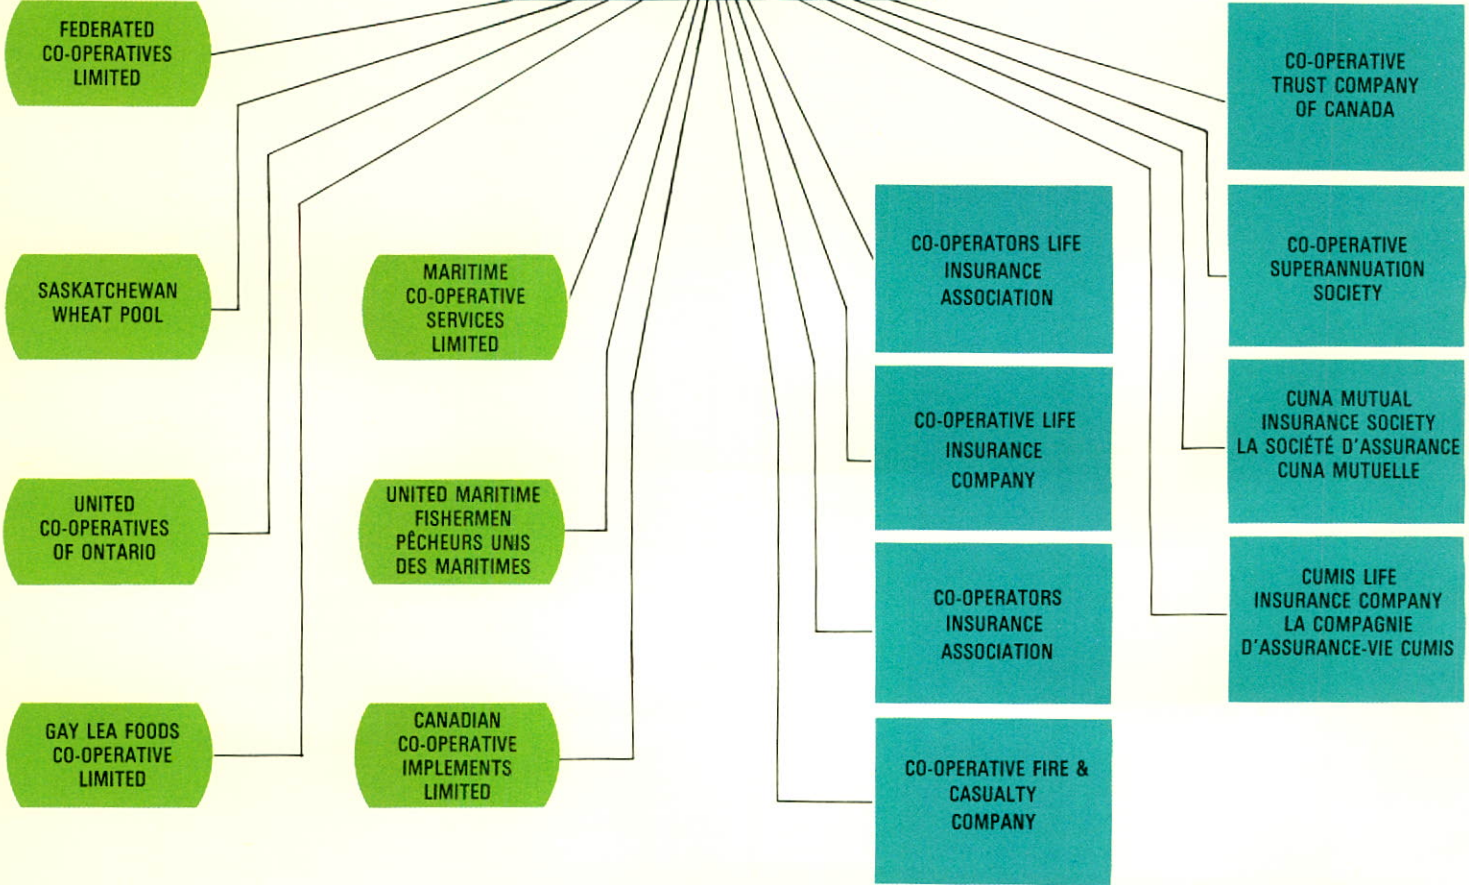 FEDERATED
CO-OPERATIVES
LIMITED
SASKATCHEWAN
WHEAT POOL
UNITED
CO-OPERATIVES
OF ONTARIO
GAY LEA FOODS
CO-OPERATIVE
LIMITED
MARITIME
CO-OPERATIVE
SERVICES
LIMITED
UNITED MARITIME
FISHERMEN
PÊCHEURS UNIS
DES MARITIMES
CANADIAN
CO-OPERATIVE
IMPLEMENTS
LIMITED
CO-OPERATORS LIFE
INSURANCE
ASSOCIATION
CO-OPERATIVE LIFE
INSURANCE
COMPANY
CO-OPERATORS
INSURANCE
ASSOCIATION
CO-OPERATIVE FIRE &
CASUALTY
COMPANY
CO-OPERATIVE
TRUST COMPANY
OF CANADA
CO-OPERATIVE
SUPERANNUATION
SOCIETY
CUNA MUTUAL
INSURANCE SOCIETY
LA SOCIÉTÉ D'ASSURANCE
CUNA MUTUELLE
CUMIS LIFE
INSURANCE COMPANY
LA COMPAGNIE
D'ASSURANCE-VIE CUMIS